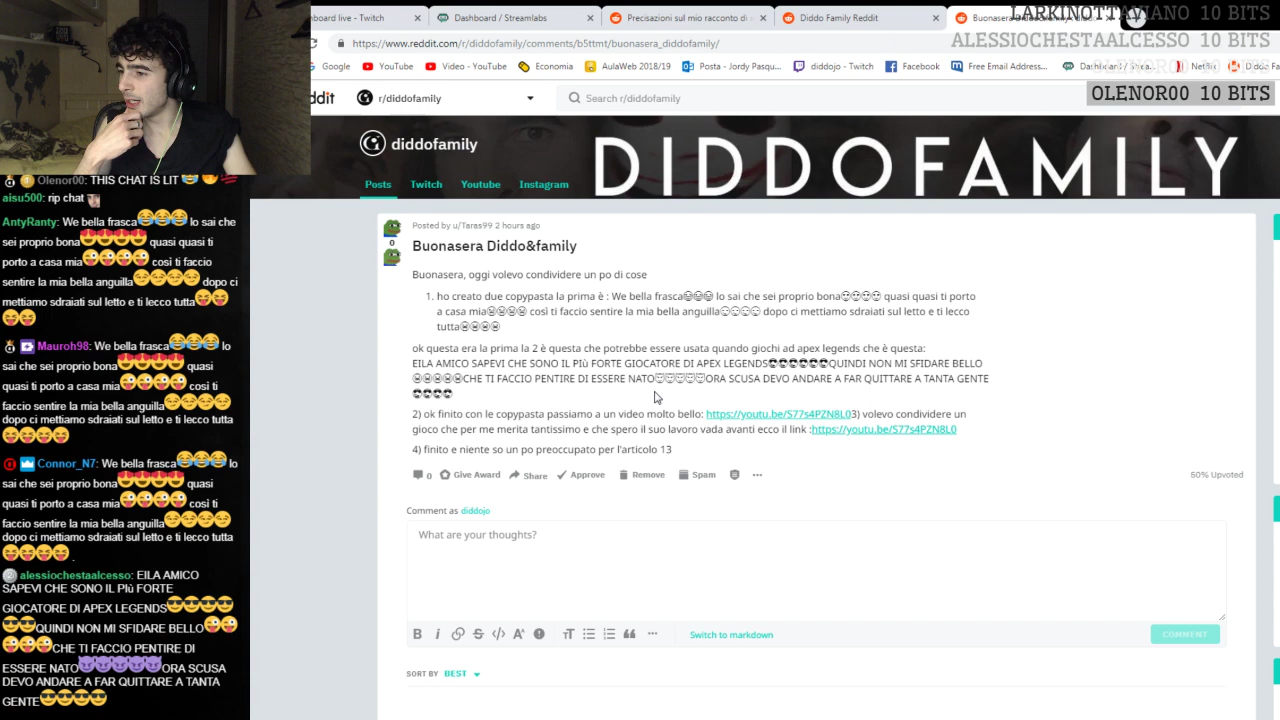 nboard live - Twitch
Dashboard / Streamlabs
Precisazioni sul mio racconto di
Diddo Family Reddit
Buonasera
LARKINOTTAVIANO 10 BITS
ALESSIOCHESTAALCESSO 10 BITS
OLENOR00 10 BITS
OLENOR00 10 BITS
https://www.reddit.com/r/diddofamily/comments/b5ttmt/buonasera_diddofamily/
Google YouTube Video - YouTube Economia AulaWeb 2018/19 Posta - Jordy Pasqu... diddojo - Twitch Facebook Free Email Address... Dashboard / Strea... Netfli Diddo Fa
ddit
r/diddofamily
Search r/diddofamily
diddofamily
DIDDOFAMILY
Posts Twitch Youtube Instagram
Posted by u/Taras99 2 hours ago
0
Buonasera Diddo&family
Buonasera, oggi volevo condividere un po di cose
1. ho creato due copypasta la prima è : We bella frasca😂😂😂 lo sai che sei proprio bona😍😍😍😍 quasi quasi ti porto
a casa mia😜😜😜😜 così ti faccio sentire la mia bella anguilla😏😏😏😏 dopo ci mettiamo sdraiati sul letto e ti lecco
tutta😝😝😝😝
ok questa era la prima la 2 è questa che potrebbe essere usata quando giochi ad apex legends che è questa:
EILA AMICO SAPEVI CHE SONO IL PIù FORTE GIOCATORE DI APEX LEGENDS😎😎😎😎😎😎QUINDI NON MI SFIDARE BELLO
😜😜😜😜😜CHE TI FACCIO PENTIRE DI ESSERE NATO😈😈😈😈😈ORA SCUSA DEVO ANDARE A FAR QUITTARE A TANTA GENTE
😎😎😎😎
2) ok finito con le copypasta passiamo a un video molto bello: https://youtu.be/S77s4PZN8L03) volevo condividere un
gioco che per me merita tantissimo e che spero il suo lavoro vada avanti ecco il link :https://youtu.be/S77s4PZN8L0
4) finito e niente so un po preoccupato per l'articolo 13
0 Give Award Share Approve Remove Spam
50% Upvoted
Comment as diddojo
What are your thoughts?
B i S </> A Switch to markdown COMMENT
SORT BY BEST
Olenor00: THIS CHAT IS LIT😂
aisu500: rip chat
AntyRanty: We bella frasca😂😂😂 lo sai che
sei proprio bona😍😍😍😍 quasi quasi ti
porto a casa mia😜😜😜😜 così ti faccio
sentire la mia bella anguilla😏😏😏😏 dopo ci
mettiamo sdraiati sul letto e ti lecco tutta😝😝
😝😝
Mauroh98: We bella frasca😂😂😂 lo
sai che sei proprio bona😍😍😍😍 quasi
quasi ti porto a casa mia😜😜😜😜 così ti
faccio sentire la mia bella anguilla😏😏😏😏
dopo ci mettiamo sdraiati sul letto e ti lecco tutta
😝😝😝😝
Connor_N7: We bella frasca😂😂😂 lo
sai che sei proprio bona😍😍😍😍 quasi
quasi ti porto a casa mia😜😜😜😜 così ti
faccio sentire la mia bella anguilla😏😏😏😏
dopo ci mettiamo sdraiati sul letto e ti lecco tutta
😝😝😝😝
alessiochestaalcesso: EILA AMICO
SAPEVI CHE SONO IL PIù FORTE
GIOCATORE DI APEX LEGENDS😎😎😎😎
😎😎QUINDI NON MI SFIDARE BELLO😜😜
😜😜😜CHE TI FACCIO PENTIRE DI
ESSERE NATO😈😈😈😈😈ORA SCUSA
DEVO ANDARE A FAR QUITTARE A TANTA
GENTE😎😎😎😎